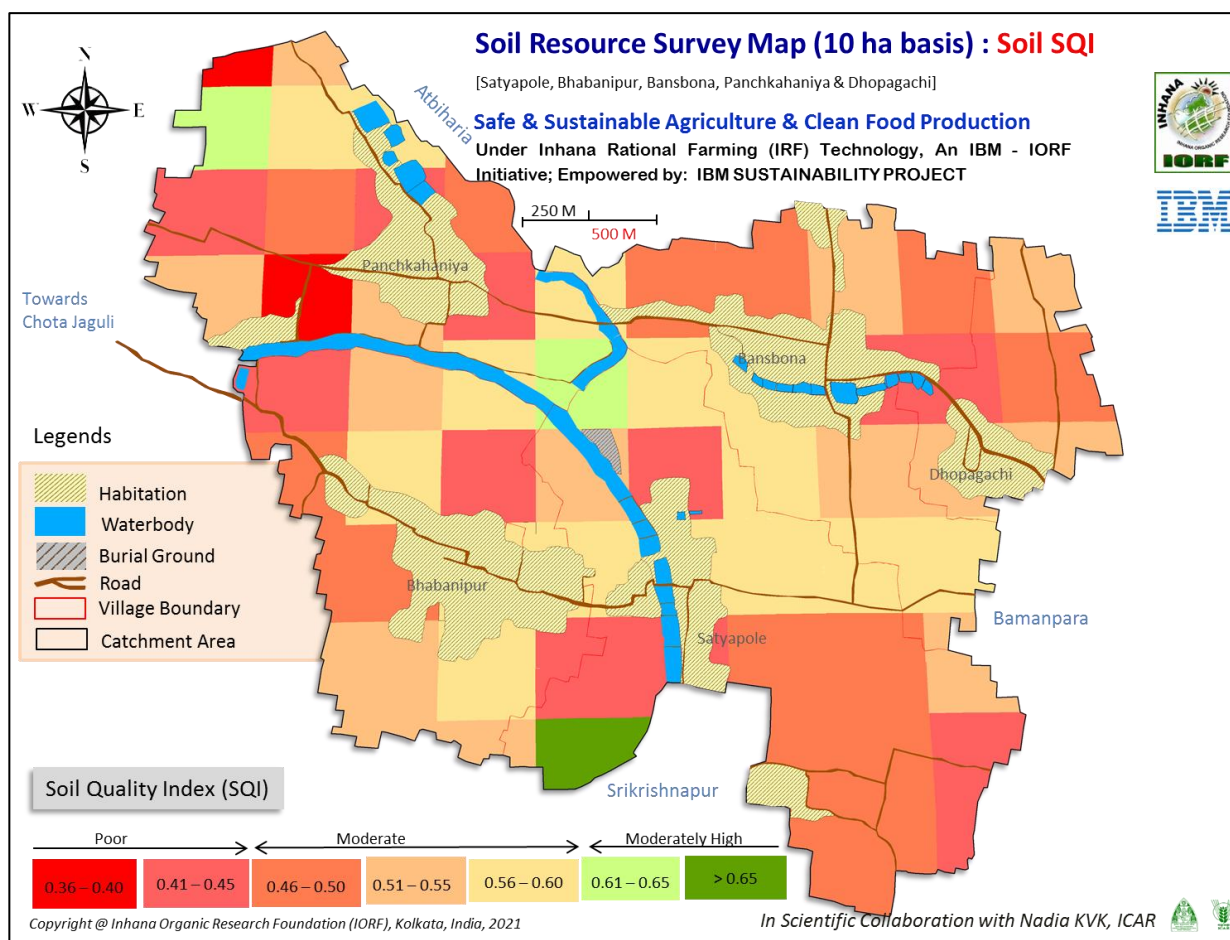 Soil Resource Survey Map (10 ha basis) : Soil SQI
[Satyapole, Bhabanipur, Bansbona, Panchkahaniya & Dhopagachi]
Safe & Sustainable Agriculture & Clean Food Production
Under Inhana Rational Farming (IRF) Technology, An IBM - IORF
Initiative; Empowered by: IBM SUSTAINABILITY PROJECT
N
W
E
S
INHANA
IORF
IBM
250 M
500 M
Atbiharia
Panchkahaniya
Towards
Chota Jaguli
Bansbona
Dhopagachi
Bhabanipur
Satyapole
Bamanpara
Srikrishnapur
Legends
Habitation
Waterbody
Burial Ground
Road
Village Boundary
Catchment Area
Soil Quality Index (SQI)
Poor
Moderate
Moderately High
0.36 – 0.40
0.41 – 0.45
0.46 – 0.50
0.51 – 0.55
0.56 – 0.60
0.61 – 0.65
> 0.65
Copyright @ Inhana Organic Research Foundation (IORF), Kolkata, India, 2021
In Scientific Collaboration with Nadia KVK, ICAR